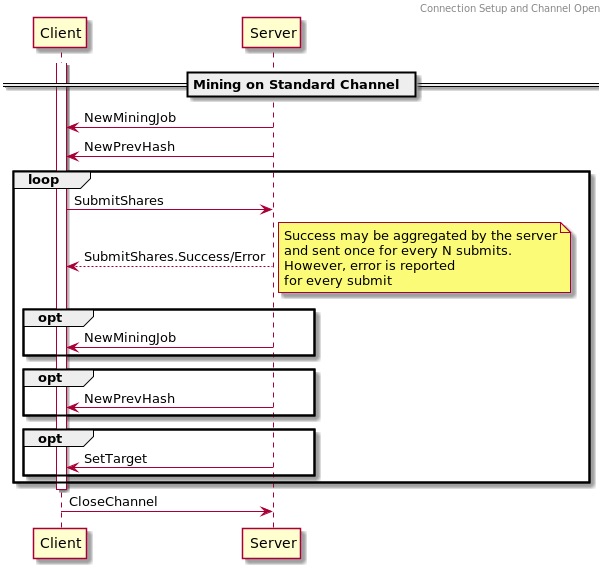 Connection Setup and Channel Open
Client
Server
Mining on Standard Channel
NewMiningJob
NewPrevHash
loop
SubmitShares
Success may be aggregated by the server
and sent once for every N submits.
However, error is reported
for every submit
SubmitShares.Success/Error
opt
NewMiningJob
opt
NewPrevHash
opt
SetTarget
CloseChannel
Client
Server